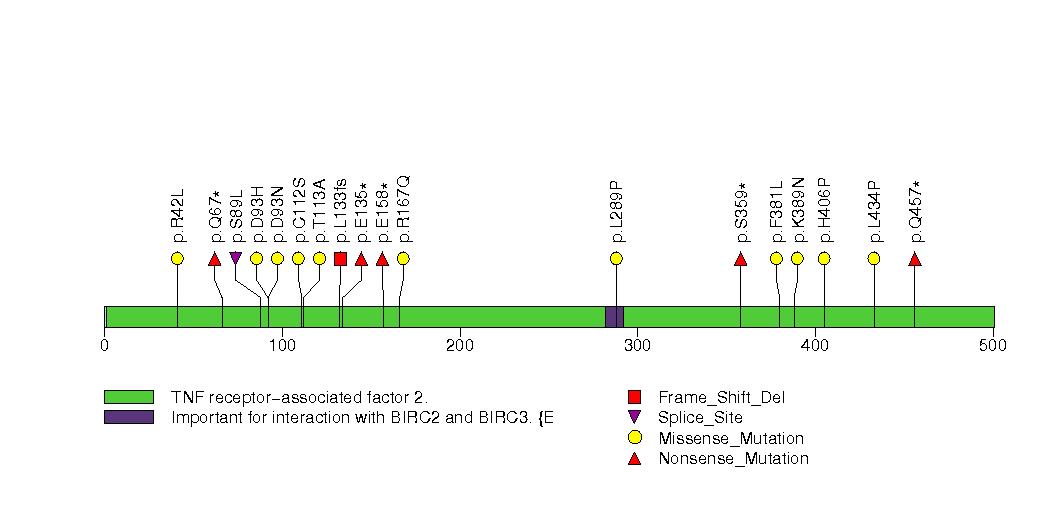 p.R42L
p.Q67*
p.S89L
p.D93H
p.D93N
p.C112S
p.T113A
p.L133fs
p.E135*
p.E158*
p.R167Q
p.L289P
p.S359*
p.F381L
p.K389N
p.H406P
p.L434P
p.Q457*
0 100 200 300 400 500
TNF receptor−associated factor 2.
Important for interaction with BIRC2 and BIRC3. {E
Frame_Shift_Del
Splice_Site
Missense_Mutation
Nonsense_Mutation